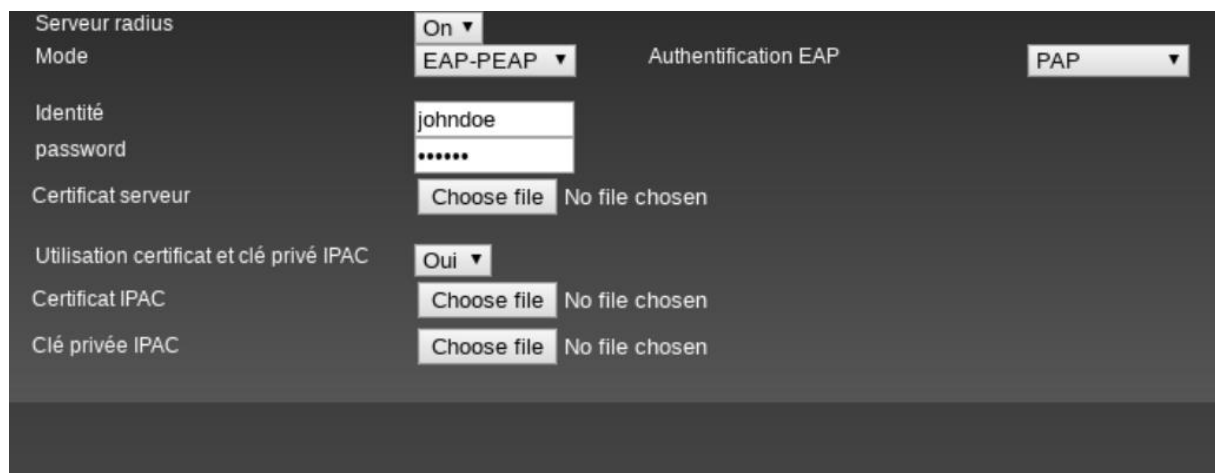 Serveur radius On
Mode EAP-PEAP Authentification EAP PAP
Identité johndoe
password ••••••
Certificat serveur Choose file No file chosen
Utilisation certificat et clé privé IPAC Oui
Certificat IPAC Choose file No file chosen
Clé privée IPAC Choose file No file chosen